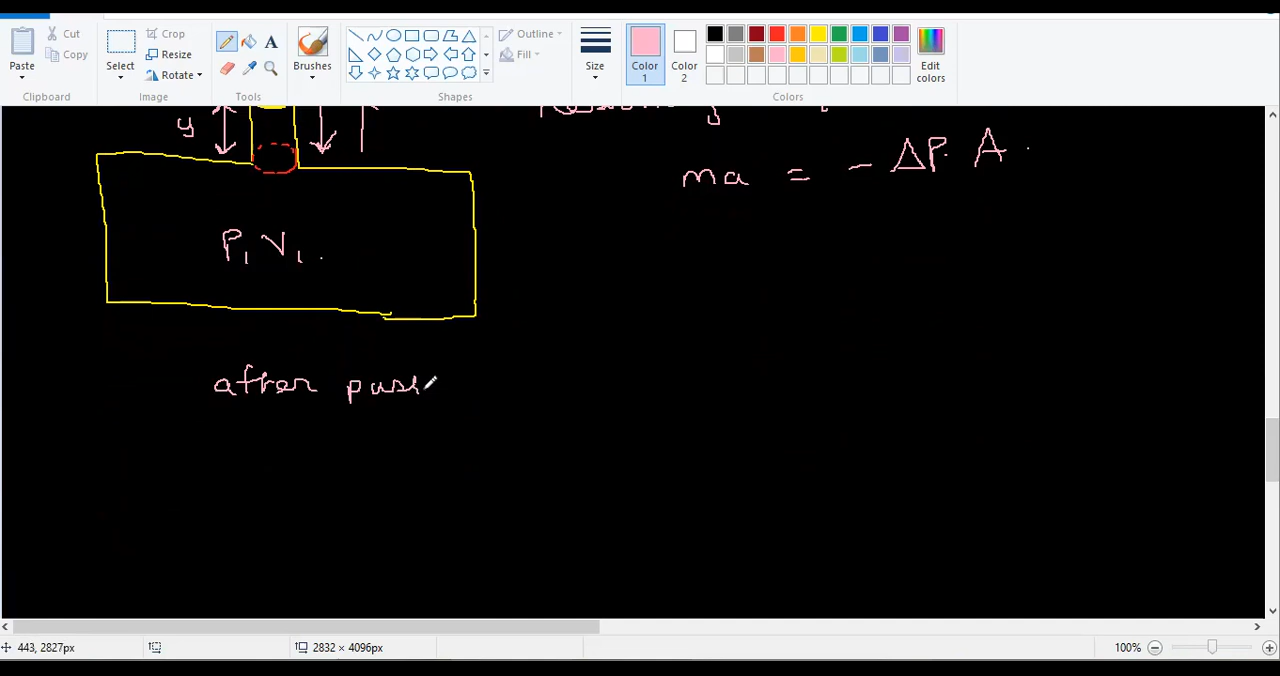 Cut
Copy
Paste
Clipboard
Select
Crop
Resize
Rotate
Image
A
Tools
Brushes
Outline
Fill
Shapes
Size
Color
1
Color
2
Edit
colors
Colors
y
ma = - ΔP. A .
P1 V1 .
after pus
443, 2827px
2832 × 4096px
100%